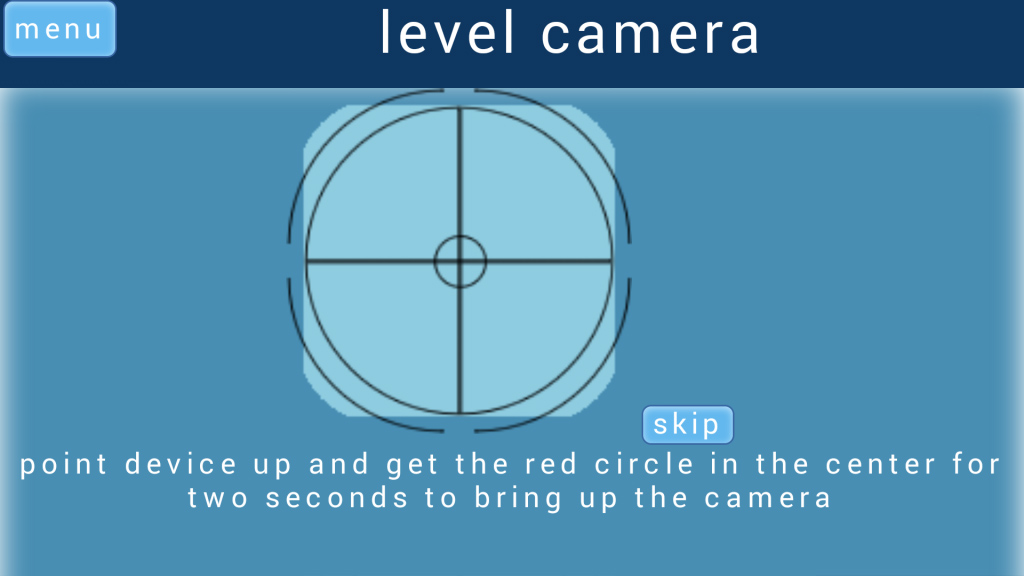 menu
level camera
skip
point device up and get the red circle in the center for
two seconds to bring up the camera